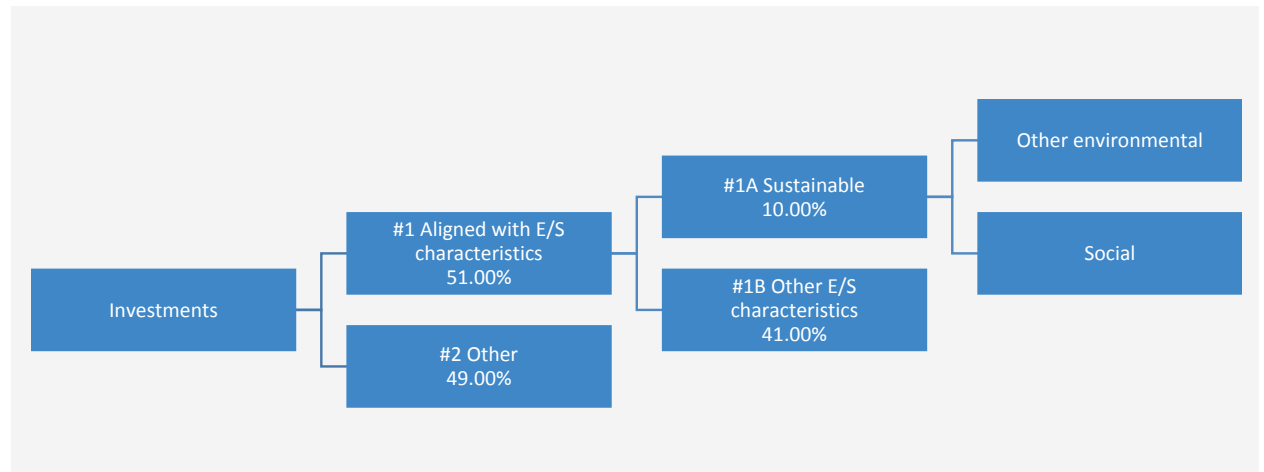 Investments
#1 Aligned with E/S
characteristics
51.00%
#2 Other
49.00%
#1A Sustainable
10.00%
#1B Other E/S
characteristics
41.00%
Other environmental
Social